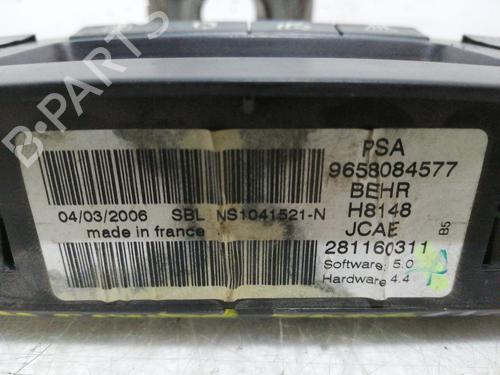 B-PARTS
04/03/2006 SBL NS1041521-N
made in france
PSA
9658084577
BEHR
H8148
JCAE
281160311
B5
Software: 5.0
Hardware 4.4